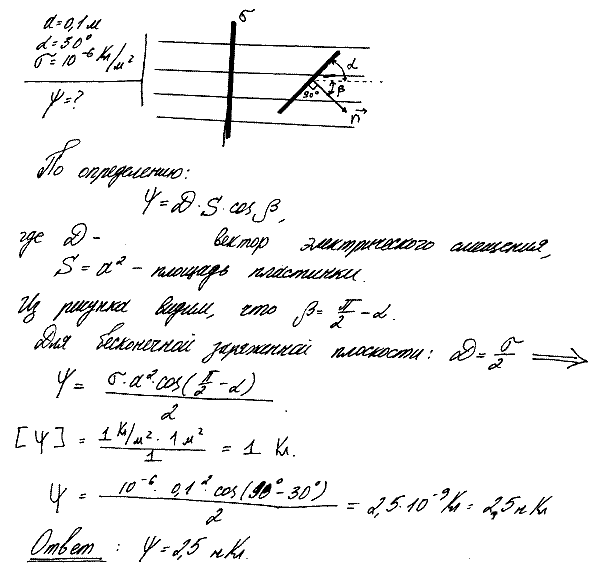 a=0,1 м
α=30°
σ=10⁻⁶ Кл/м²
Ψ=?
σ
α
β
90°
n⃗
По определению:
Ψ=D·S·cos β,
где D - вектор электрического смещения,
S=a² - площадь пластинки.
Из рисунка видим, что β=π/2-α.
Для бесконечной заряженной плоскости: D=σ/2 ⟹
Ψ = σ·a²·cos(π/2-α)/2
[Ψ] = 1 Кл/м²·1 м²/1 = 1 Кл.
Ψ = 10⁻⁶·0,1²·cos(90°-30°)/2 = 2,5·10⁻⁹ Кл = 2,5 нКл
Ответ: Ψ=2,5 нКл.